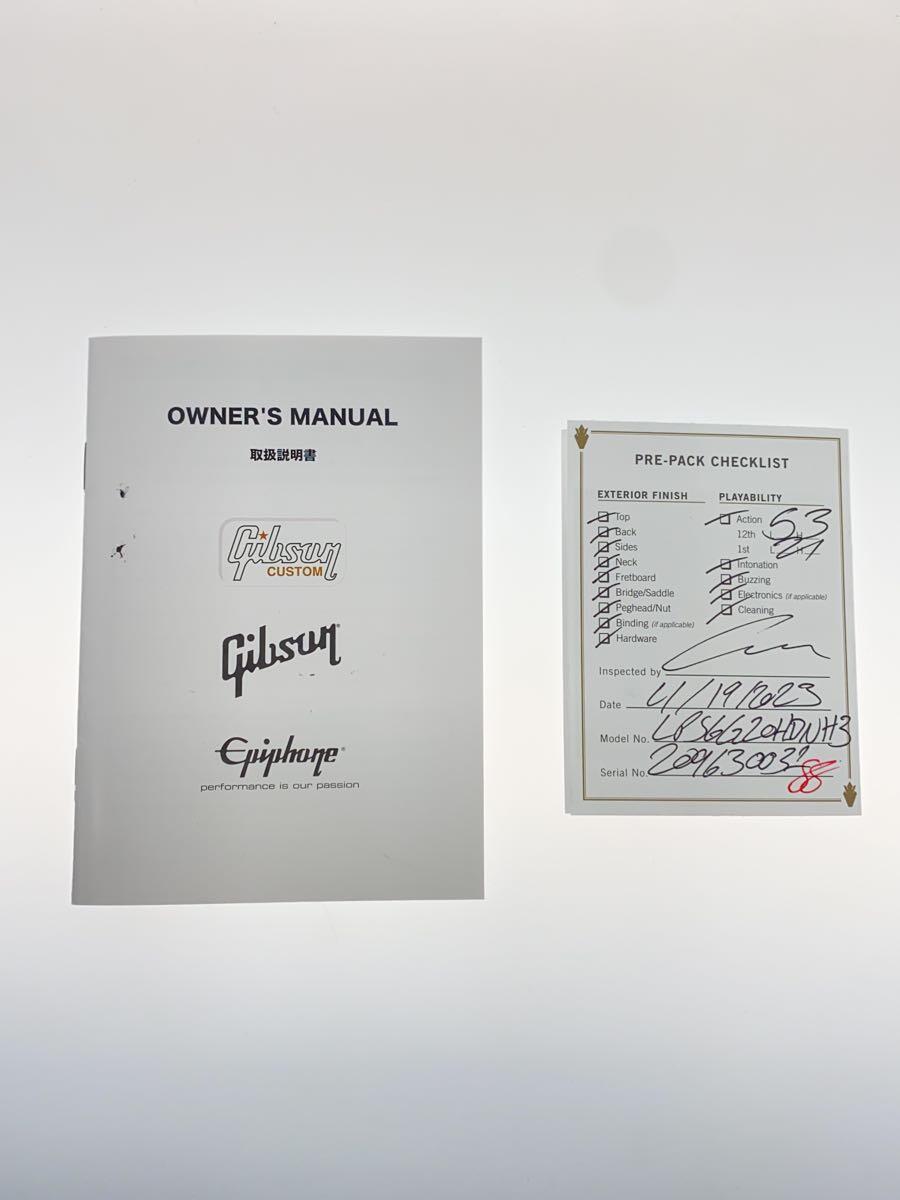 OWNER'S MANUAL
取扱説明書
Gibson
CUSTOM
Gibson
Epiphone
performance is our passion
PRE-PACK CHECKLIST
EXTERIOR FINISH
Top
Back
Sides
Neck
Fretboard
Bridge/Saddle
Peghead/Nut
Binding (if applicable)
Hardware
PLAYABILITY
Action
12th
1st L
Intonation
Buzzing
Electronics (if applicable)
Cleaning
Inspected by
Date 4/19/2023
Model No.
Serial No.
88